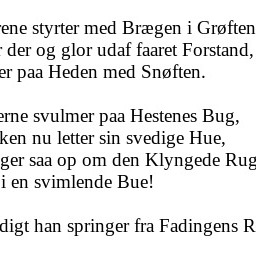 rene styrter med Brægen i Grøften
r der og glor udaf faaret Forstand,
er paa Heden med Snøften.
erne svulmer paa Hestenes Bug,
ken nu letter sin svedige Hue,
ger saa op om den Klyngede Rug
i en svimlende Bue!
digt han springer fra Fadingens R